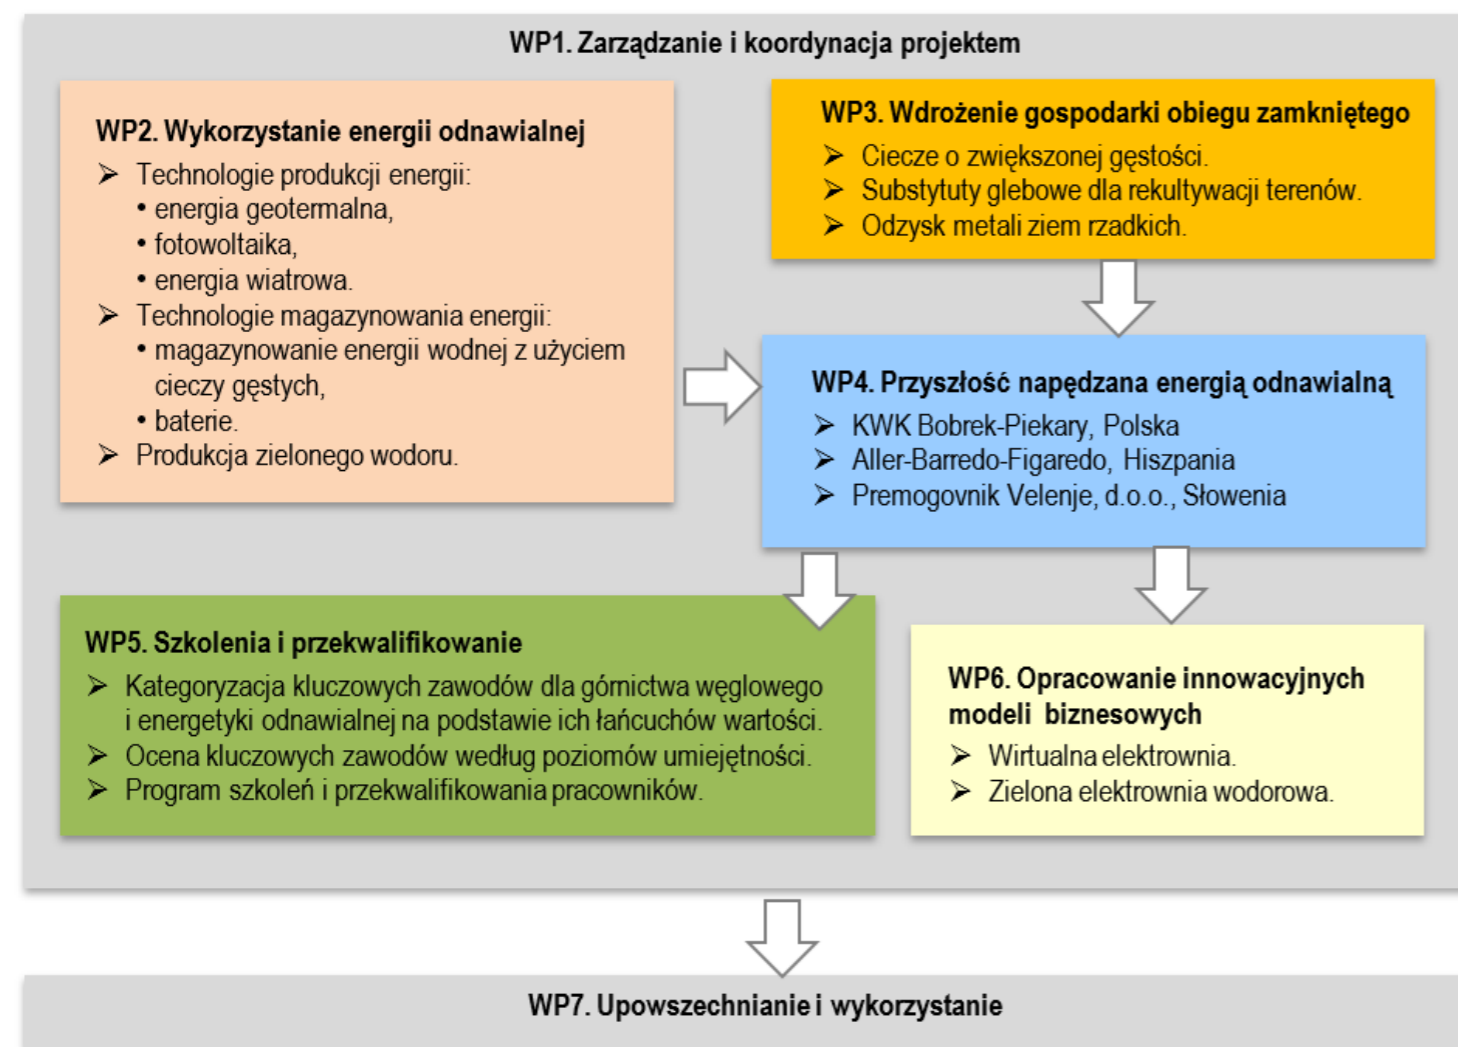 WP1. Zarządzanie i koordynacja projektem
WP2. Wykorzystanie energii odnawialnej
➢ Technologie produkcji energii:
• energia geotermalna,
• fotowoltaika,
• energia wiatrowa.
➢ Technologie magazynowania energii:
• magazynowanie energii wodnej z użyciem
cieczy gęstych,
• baterie.
➢ Produkcja zielonego wodoru.
WP3. Wdrożenie gospodarki obiegu zamkniętego
➢ Ciecze o zwiększonej gęstości.
➢ Substytuty glebowe dla rekultywacji terenów.
➢ Odzysk metali ziem rzadkich.
WP4. Przyszłość napędzana energią odnawialną
➢ KWK Bobrek-Piekary, Polska
➢ Aller-Barredo-Figaredo, Hiszpania
➢ Premogovnik Velenje, d.o.o., Słowenia
WP5. Szkolenia i przekwalifikowanie
➢ Kategoryzacja kluczowych zawodów dla górnictwa węglowego
i energetyki odnawialnej na podstawie ich łańcuchów wartości.
➢ Ocena kluczowych zawodów według poziomów umiejętności.
➢ Program szkoleń i przekwalifikowania pracowników.
WP6. Opracowanie innowacyjnych
modeli biznesowych
➢ Wirtualna elektrownia.
➢ Zielona elektrownia wodorowa.
WP7. Upowszechnianie i wykorzystanie